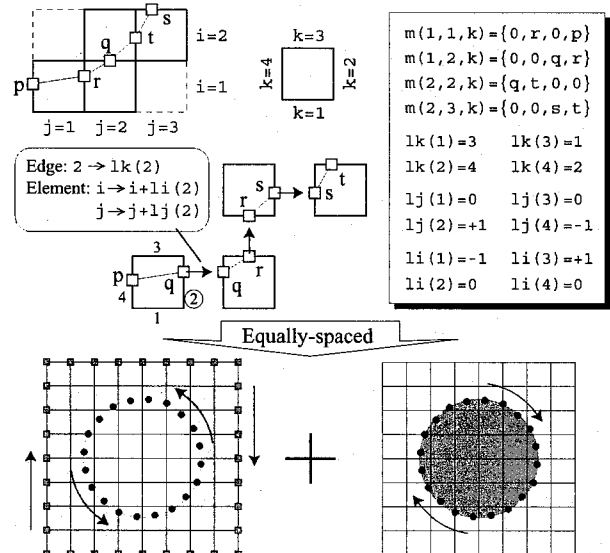 s
t
i=2
q
p
r
i=1
j=1 j=2 j=3
k=3
k=4
k=2
k=1
m(1,1,k)={0,r,0,p}
m(1,2,k)={0,0,q,r}
m(2,2,k)={q,t,0,0}
m(2,3,k)={0,0,s,t}
lk(1)=3 lk(3)=1
lk(2)=4 lk(4)=2
lj(1)=0 lj(3)=0
lj(2)=+1 lj(4)=-1
li(1)=-1 li(3)=+1
li(2)=0 li(4)=0
Edge: 2→lk(2)
Element: i→i+li(2)
j→j+lj(2)
s
r
t
s
3
p
4
q
2
1
r
q
Equally-spaced